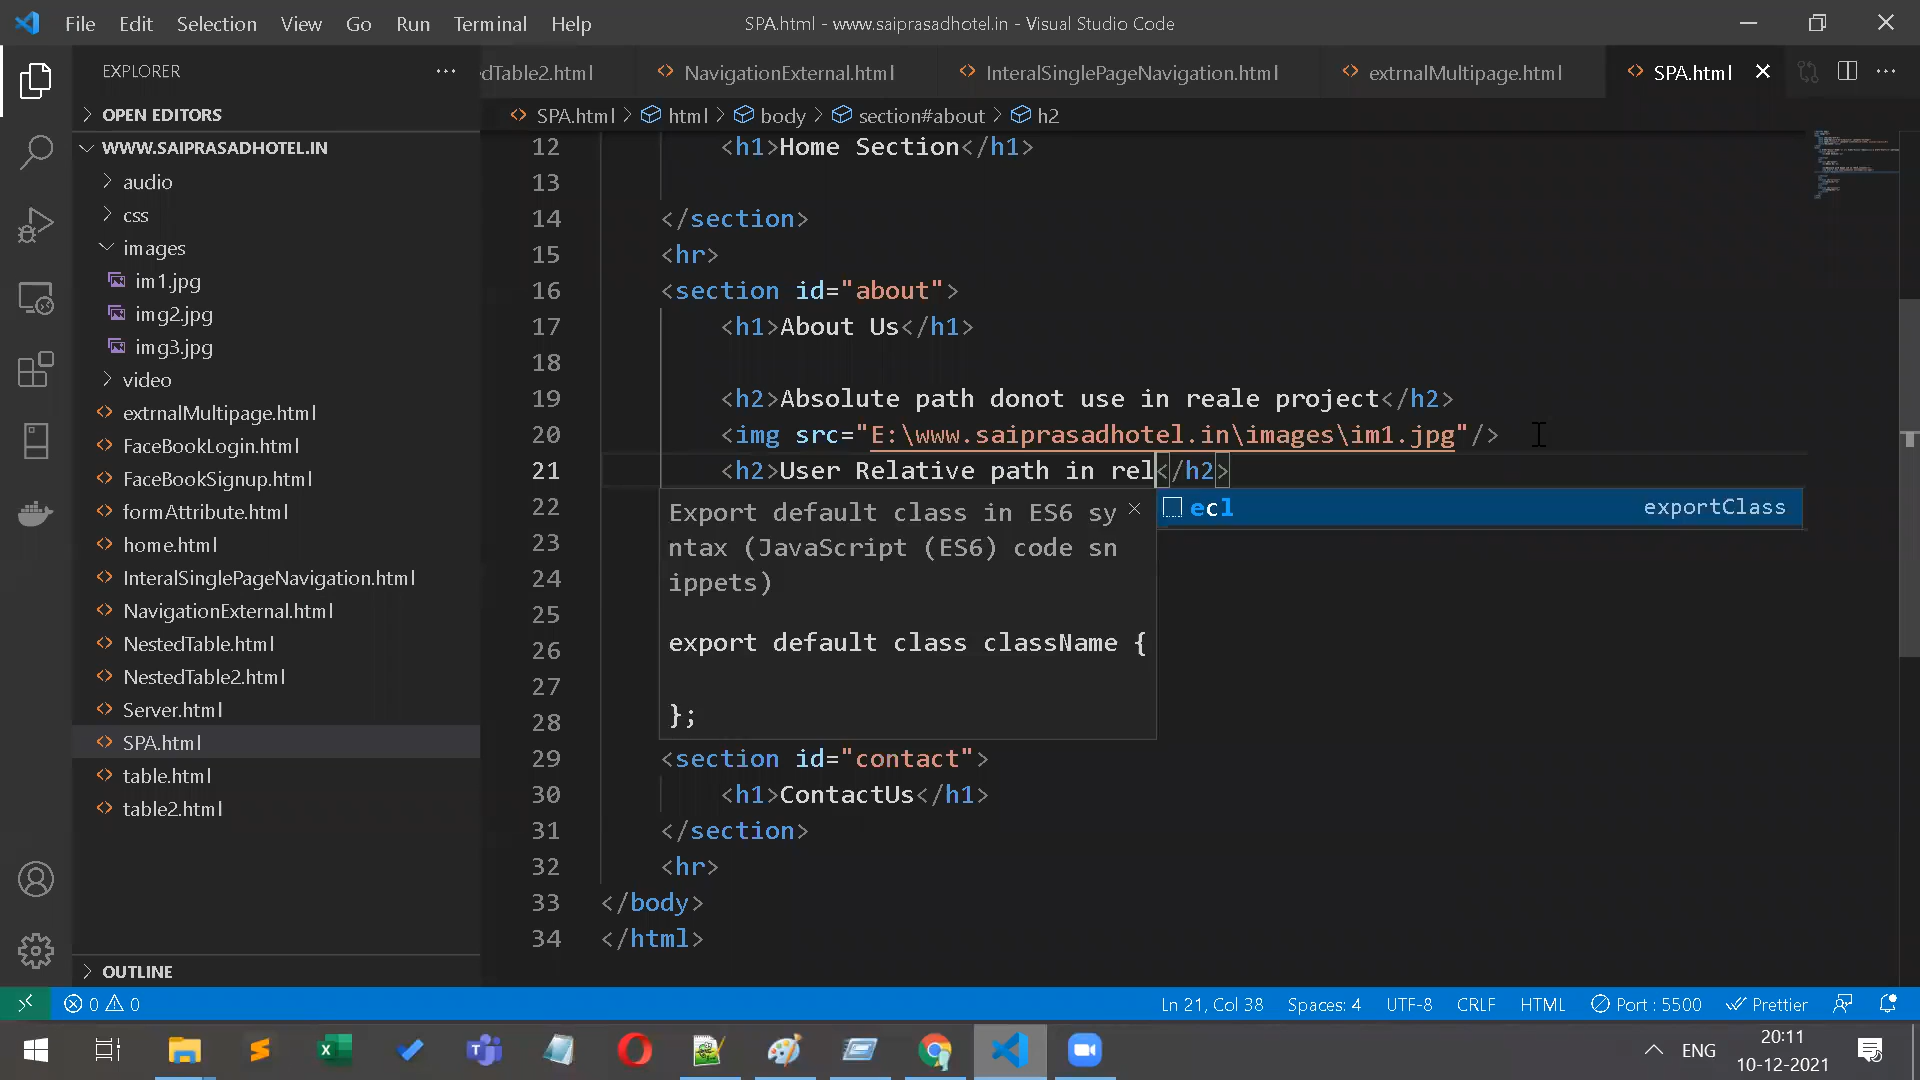 File Edit Selection View Go Run Terminal Help SPA.html - www.saiprasadhotel.in - Visual Studio Code
EXPLORER ···
dTable2.html NavigationExternal.html InteralSinglePageNavigation.html extrnalMultipage.html SPA.html
OPEN EDITORS
SPA.html > html > body > section#about > h2
WWW.SAIPRASADHOTEL.IN
audio
css
images
im1.jpg
img2.jpg
img3.jpg
video
extrnalMultipage.html
FaceBookLogin.html
FaceBookSignup.html
formAttribute.html
home.html
InteralSinglePageNavigation.html
NavigationExternal.html
NestedTable.html
NestedTable2.html
Server.html
SPA.html
table.html
table2.html
OUTLINE
12 <h1>Home Section</h1>
13
14 </section>
15 <hr>
16 <section id="about">
17 <h1>About Us</h1>
18
19 <h2>Absolute path donot use in reale project</h2>
20 <img src="E:\www.saiprasadhotel.in\images\im1.jpg"/>
21 <h2>User Relative path in rel</h2>
22
23
24
25
26
27
28
ecl exportClass
Export default class in ES6 sy
ntax (JavaScript (ES6) code sn
ippets)
export default class className {
};
29 <section id="contact">
30 <h1>ContactUs</h1>
31 </section>
32 <hr>
33 </body>
34 </html>
0 0 Ln 21, Col 38 Spaces: 4 UTF-8 CRLF HTML Port : 5500 Prettier
ENG 20:11
10-12-2021